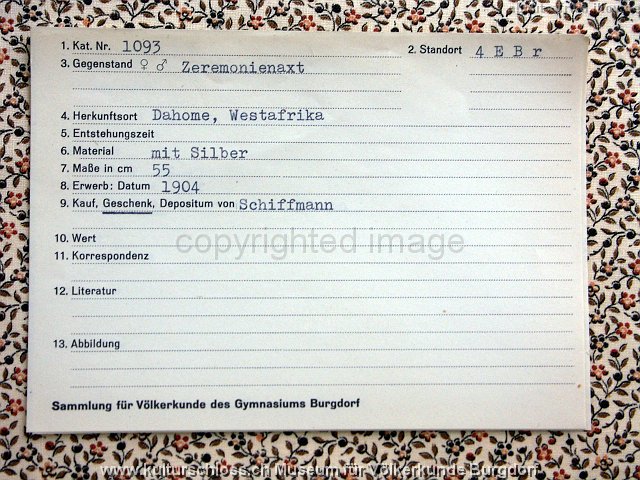 1. Kat. Nr. 1093 2. Standort 4 E B r
3. Gegenstand ♀ ♂ Zeremonienaxt
4. Herkunftsort Dahome, Westafrika
5. Entstehungszeit
6. Material mit Silber
7. Maße in cm 55
8. Erwerb: Datum 1904
9. Kauf, Geschenk, Depositum von Schiffmann
10. Wert
copyrighted image
11. Korrespondenz
12. Literatur
13. Abbildung
Sammlung für Völkerkunde des Gymnasiums Burgdorf
www.kulturschloss.ch Museum für Völkerkunde Burgdorf